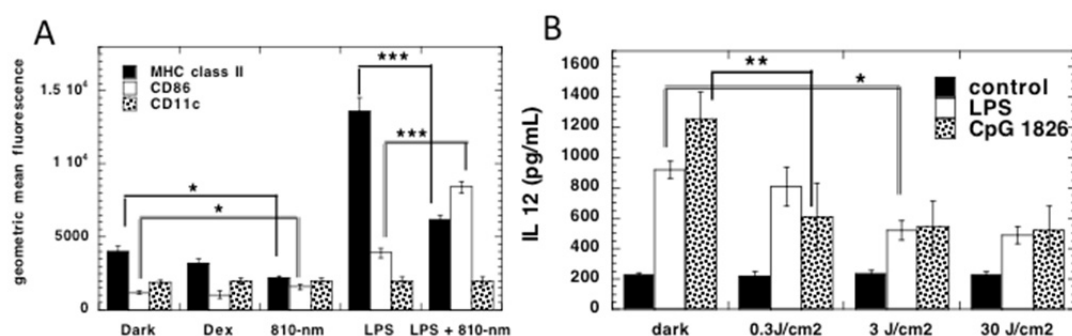 A
geometric mean fluorescence
1.5 10⁴
1 10⁴
5000
0
MHC class II
CD86
CD11c
*
*
***
***
Dark Dex 810-nm LPS LPS + 810-nm
B
IL 12 (pg/mL)
1600
1400
1200
1000
800
600
400
200
0
**
*
control
LPS
CpG 1826
dark 0.3J/cm2 3 J/cm2 30 J/cm2